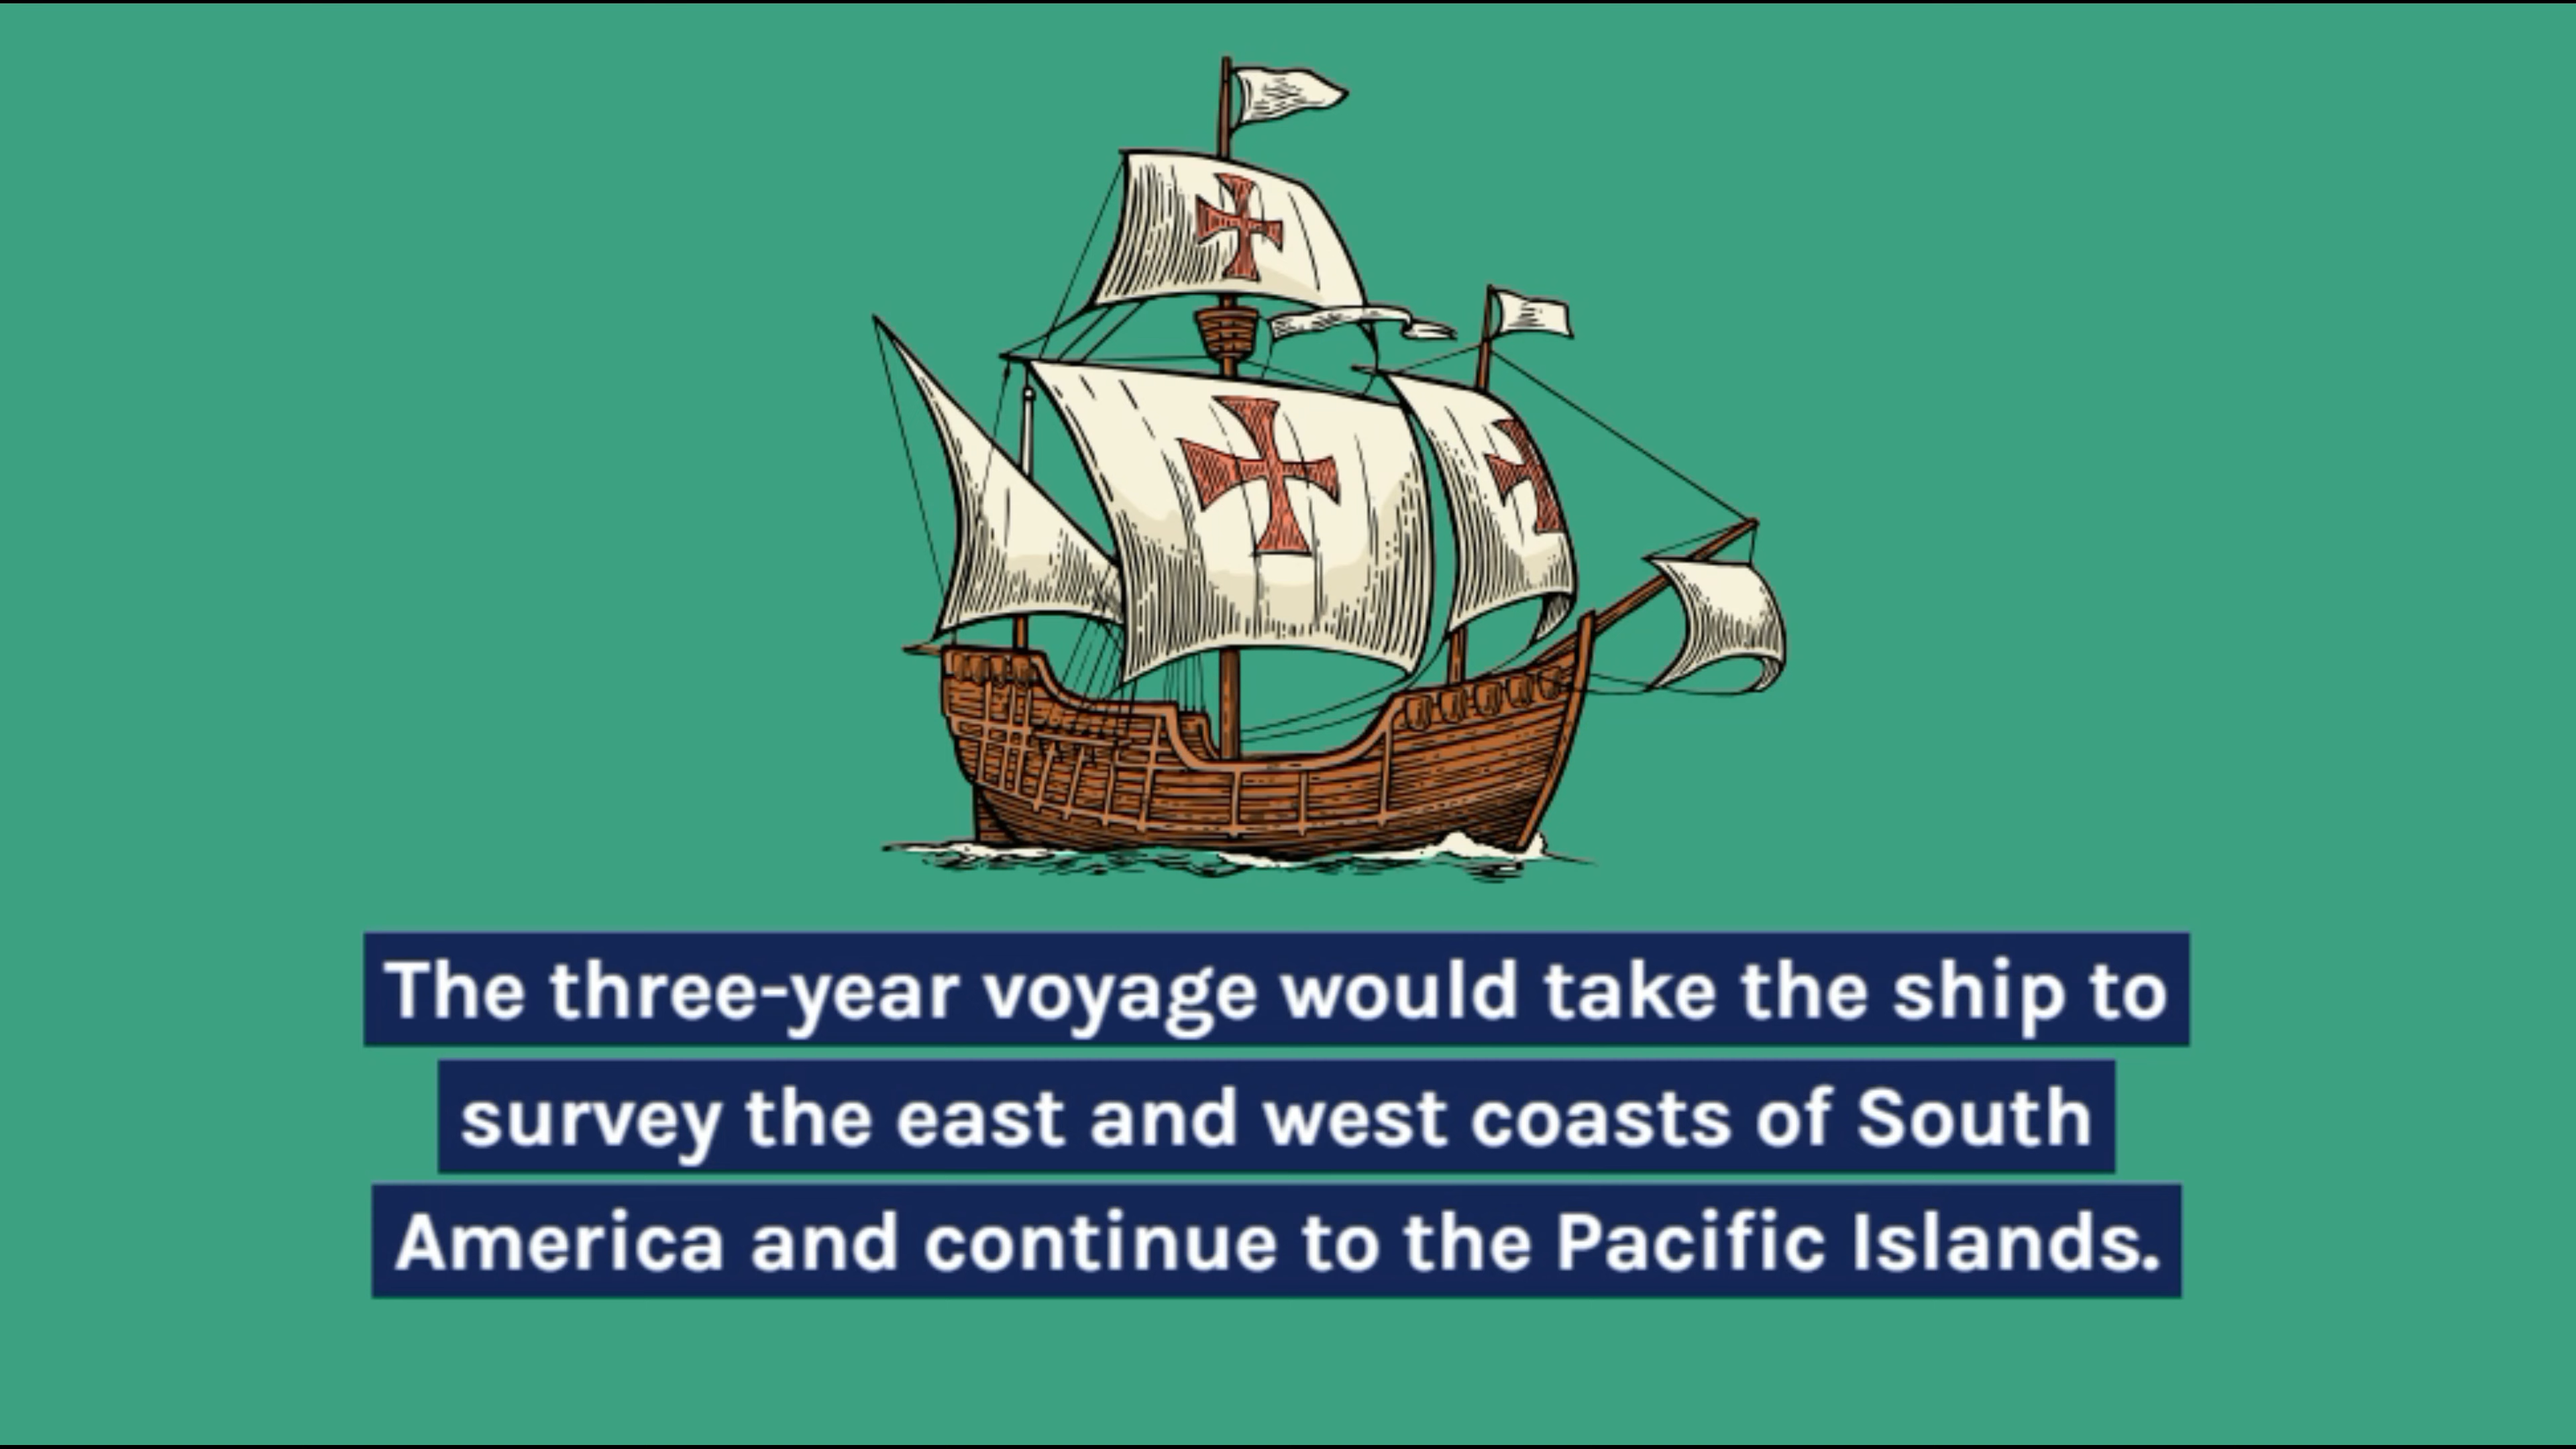 The three-year voyage would take the ship to
survey the east and west coasts of South
America and continue to the Pacific Islands.